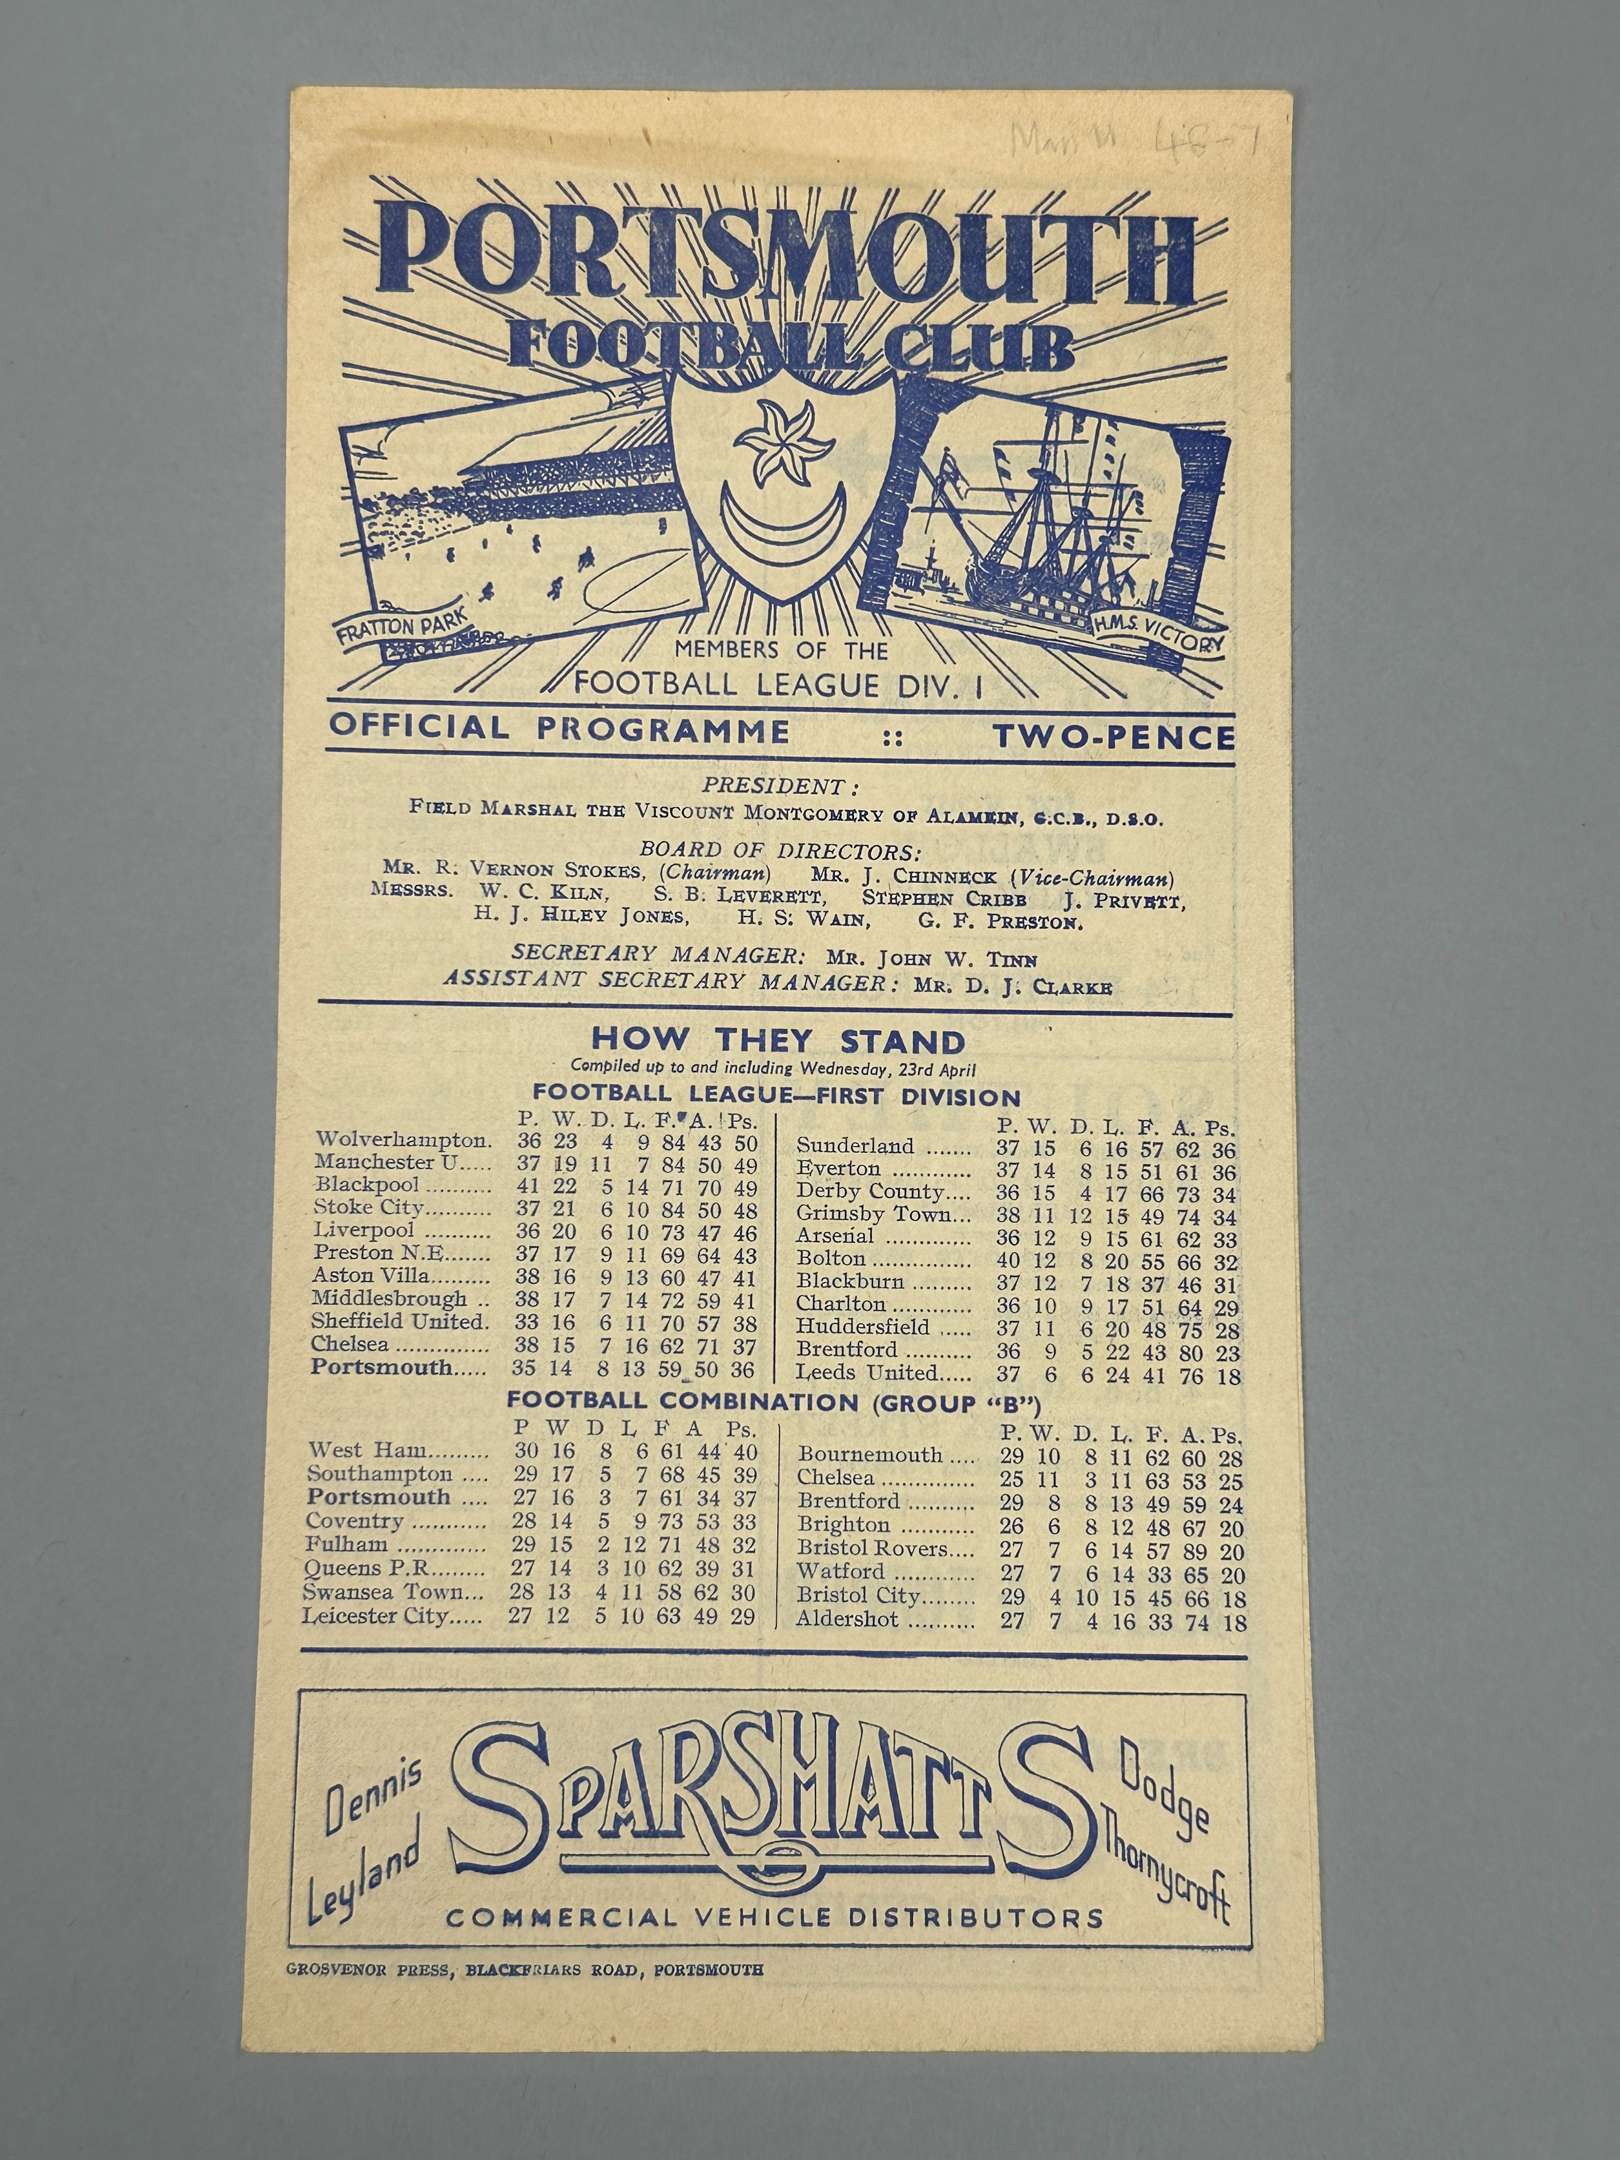 Man U 48-7
PORTSMOUTH
FOOTBALL CLUB
FRATTON PARK
H.M.S. VICTORY
MEMBERS OF THE
FOOTBALL LEAGUE DIV. I
OFFICIAL PROGRAMME :: TWO-PENCE
PRESIDENT:
FIELD MARSHAL THE VISCOUNT MONTGOMERY OF ALAMEIN, G.C.B., D.S.O.
BOARD OF DIRECTORS:
MR. R. VERNON STOKES, (Chairman) MR. J. CHINNECK (Vice-Chairman)
MESSRS. W. C. KILN, S. B. LEVERETT, STEPHEN CRIBB J. PRIVETT,
H. J. HILEY JONES, H. S. WAIN, G. F. PRESTON.
SECRETARY MANAGER: MR. JOHN W. TINN
ASSISTANT SECRETARY MANAGER: MR. D. J. CLARKE
HOW THEY STAND
Compiled up to and including Wednesday, 23rd April
FOOTBALL LEAGUE—FIRST DIVISION
P. W. D. L. F. A. Ps.
Wolverhampton. 36 23 4 9 84 43 50
Manchester U..... 37 19 11 7 84 50 49
Blackpool .......... 41 22 5 14 71 70 49
Stoke City.......... 37 21 6 10 84 50 48
Liverpool .......... 36 20 6 10 73 47 46
Preston N.E....... 37 17 9 11 69 64 43
Aston Villa......... 38 16 9 13 60 47 41
Middlesbrough .. 38 17 7 14 72 59 41
Sheffield United. 33 16 6 11 70 57 38
Chelsea .............. 38 15 7 16 62 71 37
Portsmouth..... 35 14 8 13 59 50 36
P. W. D. L. F. A. Ps.
Sunderland ....... 37 15 6 16 57 62 36
Everton ............ 37 14 8 15 51 61 36
Derby County.... 36 15 4 17 66 73 34
Grimsby Town... 38 11 12 15 49 74 34
Arsenal ............. 36 12 9 15 61 62 33
Bolton ............... 40 12 8 20 55 66 32
Blackburn ......... 37 12 7 18 37 46 31
Charlton ............ 36 10 9 17 51 64 29
Huddersfield ..... 37 11 6 20 48 75 28
Brentford .......... 36 9 5 22 43 80 23
Leeds United..... 37 6 6 24 41 76 18
FOOTBALL COMBINATION (GROUP “B”)
P W D L F A Ps.
West Ham......... 30 16 8 6 61 44 40
Southampton .... 29 17 5 7 68 45 39
Portsmouth .... 27 16 3 7 61 34 37
Coventry ........... 28 14 5 9 73 53 33
Fulham ............. 29 15 2 12 71 48 32
Queens P.R........ 27 14 3 10 62 39 31
Swansea Town... 28 13 4 11 58 62 30
Leicester City..... 27 12 5 10 63 49 29
P. W. D. L. F. A. Ps.
Bournemouth .... 29 10 8 11 62 60 28
Chelsea .............. 25 11 3 11 63 53 25
Brentford .......... 29 8 8 13 49 59 24
Brighton ........... 26 6 8 12 48 67 20
Bristol Rovers.... 27 7 6 14 57 89 20
Watford ............ 27 7 6 14 33 65 20
Bristol City........ 29 4 10 15 45 66 18
Aldershot .......... 27 7 4 16 33 74 18
Dennis
Leyland
SPARSHATTS
Dodge
Thornycroft
COMMERCIAL VEHICLE DISTRIBUTORS
GROSVENOR PRESS, BLACKFRIARS ROAD, PORTSMOUTH